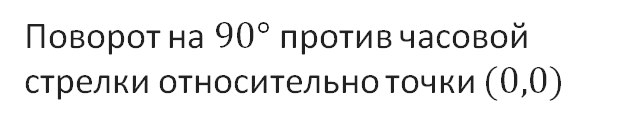 Поворот на 90° против часовой
стрелки относительно точки (0,0)